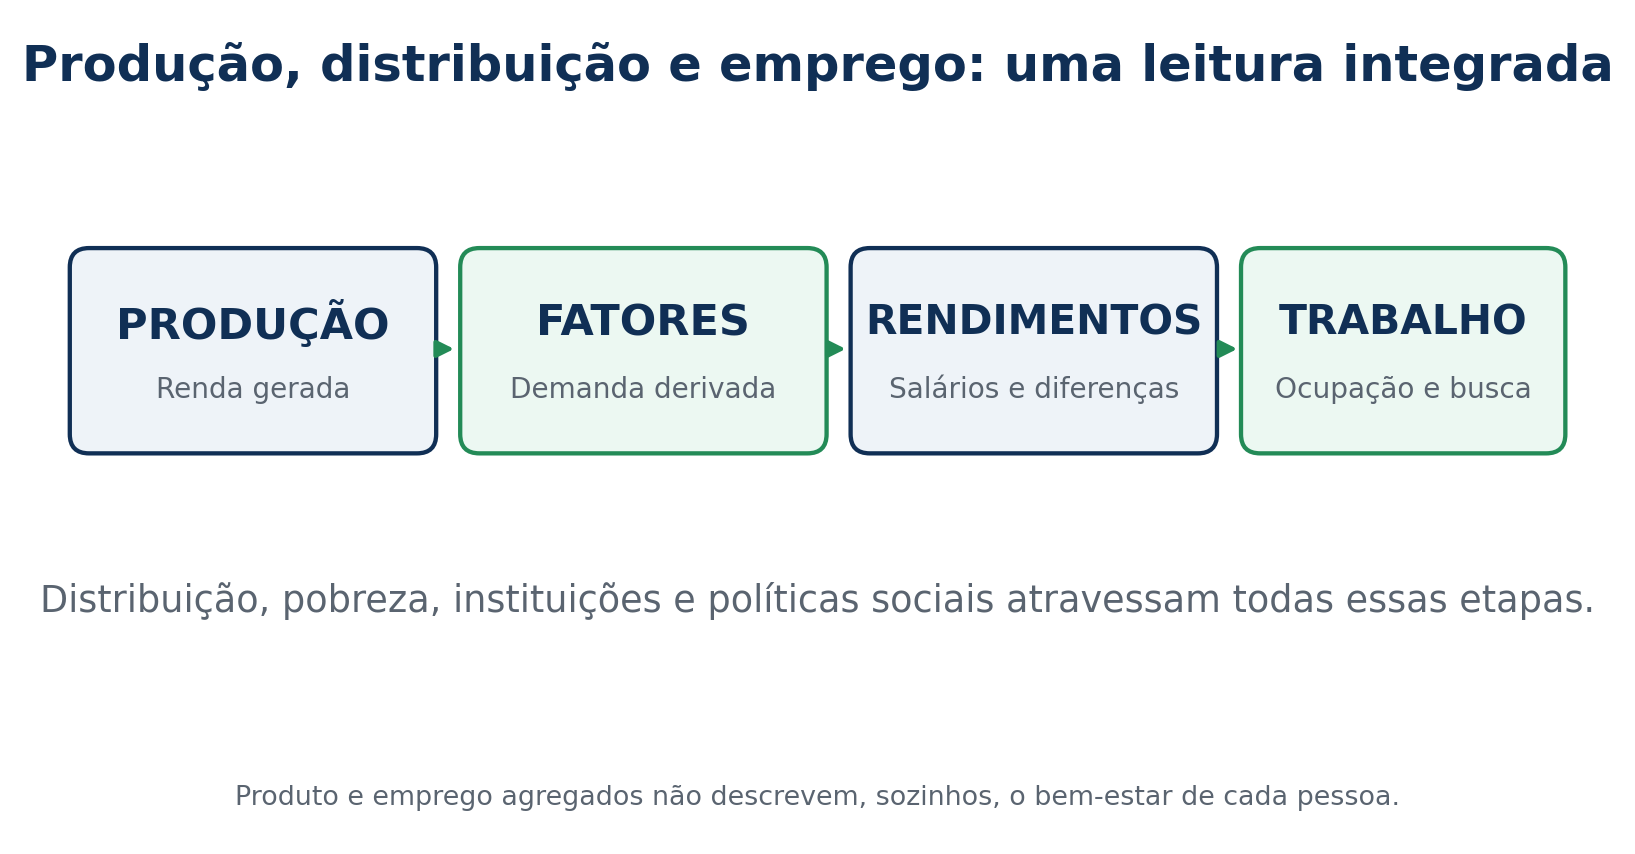 Produção, distribuição e emprego: uma leitura integrada
PRODUÇÃO
Renda gerada
FATORES
Demanda derivada
RENDIMENTOS
Salários e diferenças
TRABALHO
Ocupação e busca
Distribuição, pobreza, instituições e políticas sociais atravessam todas essas etapas.
Produto e emprego agregados não descrevem, sozinhos, o bem-estar de cada pessoa.